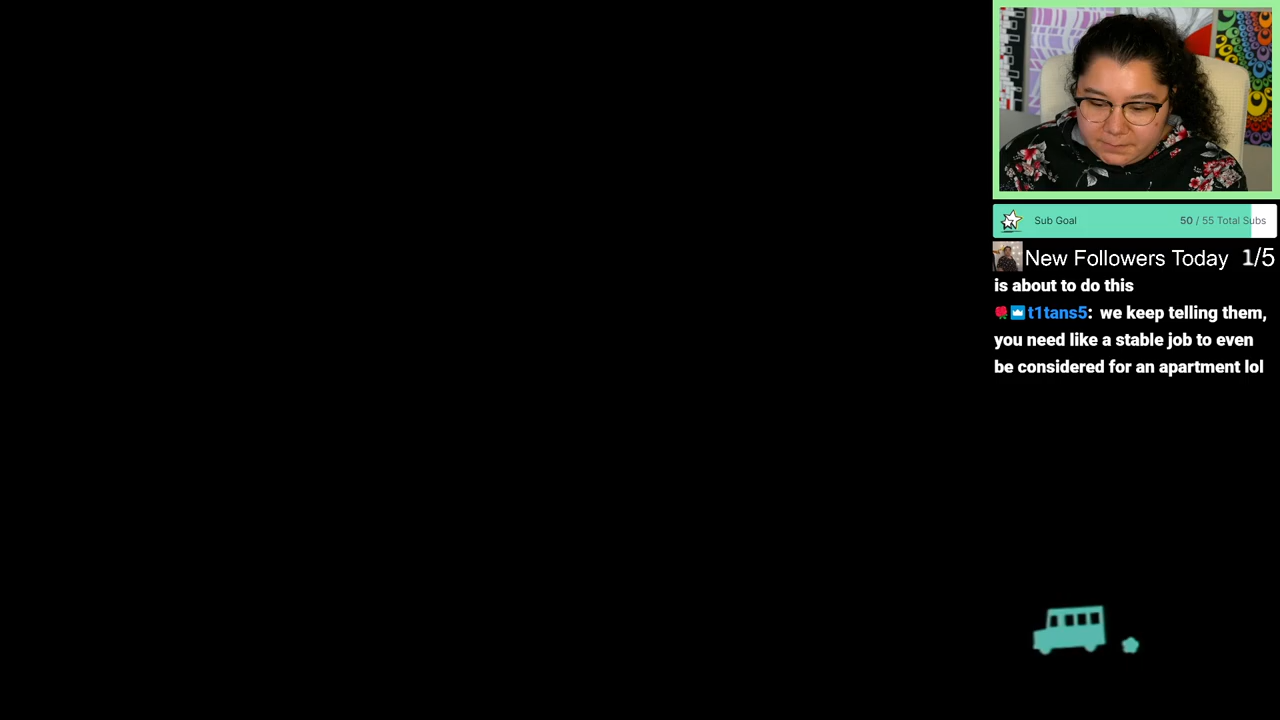 Sub Goal 50 / 55 Total Subs
New Followers Today 1/5
is about to do this
t1tans5: we keep telling them,
you need like a stable job to even
be considered for an apartment lol